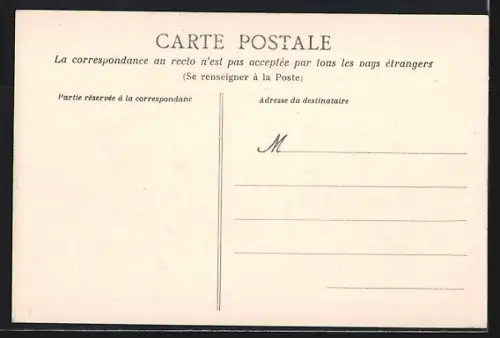 CARTE POSTALE
La correspondance au recto n'est pas acceptée par tous les pays étrangers
(Se renseigner à la Poste)
Partie réservée à la correspondanc
Adresse du destinataire
M